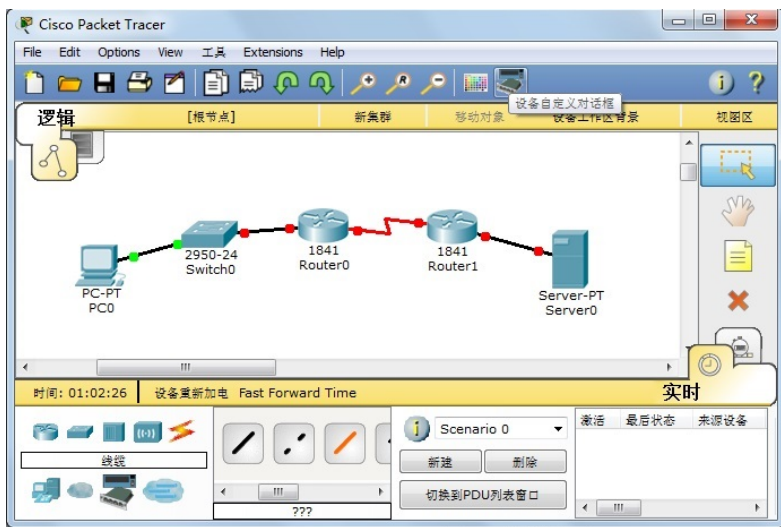 Cisco Packet Tracer
File Edit Options View 工具 Extensions Help
设备自定义对话框
逻辑 [根节点] 新集群 移动对象 设备工作区背景 视图区
2950-24
Switch0
1841
Router0
1841
Router1
PC-PT
PC0
Server-PT
Server0
时间: 01:02:26 设备重新加电 Fast Forward Time 实时
线缆
???
Scenario 0
新建 删除
切换到PDU列表窗口
激活 最后状态 来源设备